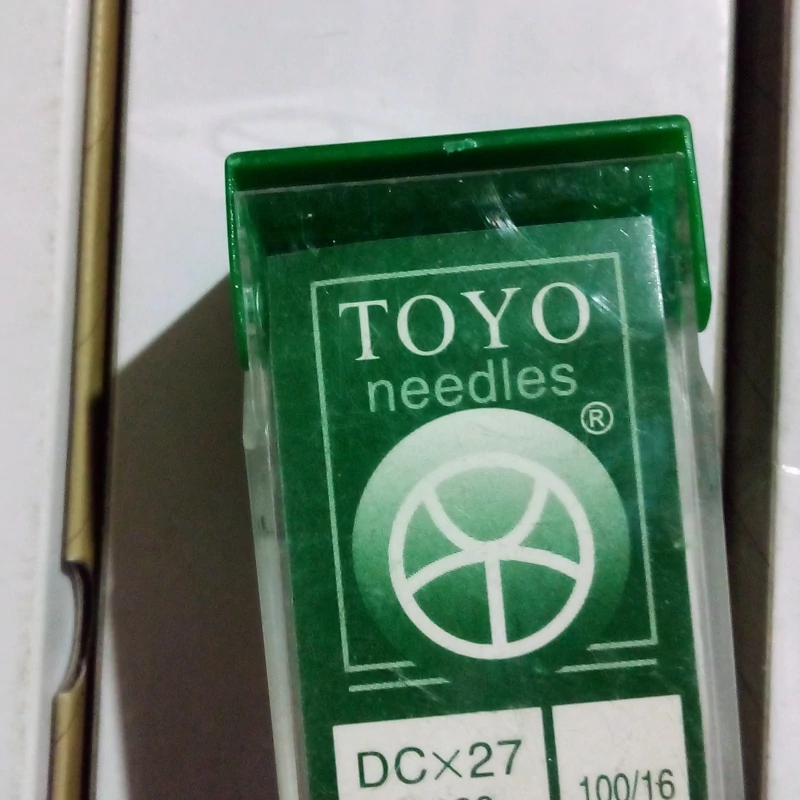 TOYO
needles
®
DC×27
100/16